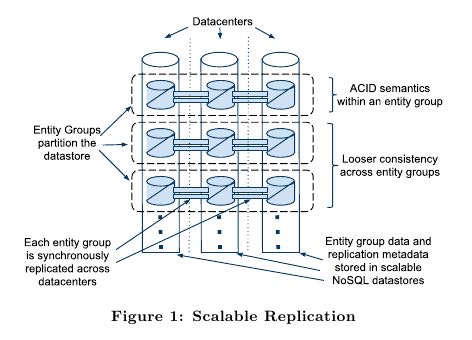 Datacenters
ACID semantics
within an entity group
Entity Groups
partition the
datastore
Looser consistency
across entity groups
Each entity group
is synchronously
replicated across
datacenters
Entity group data and
replication metadata
stored in scalable
NoSQL datastores
Figure 1: Scalable Replication